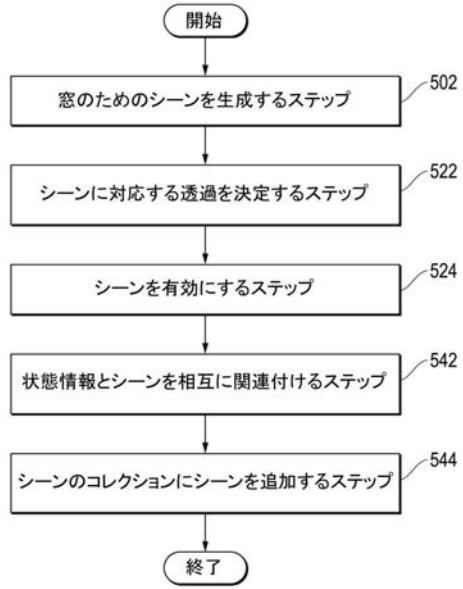 開始
窓のためのシーンを生成するステップ
502
シーンに対応する透過を決定するステップ
522
シーンを有効にするステップ
524
状態情報とシーンを相互に関連付けるステップ
542
シーンのコレクションにシーンを追加するステップ
544
終了